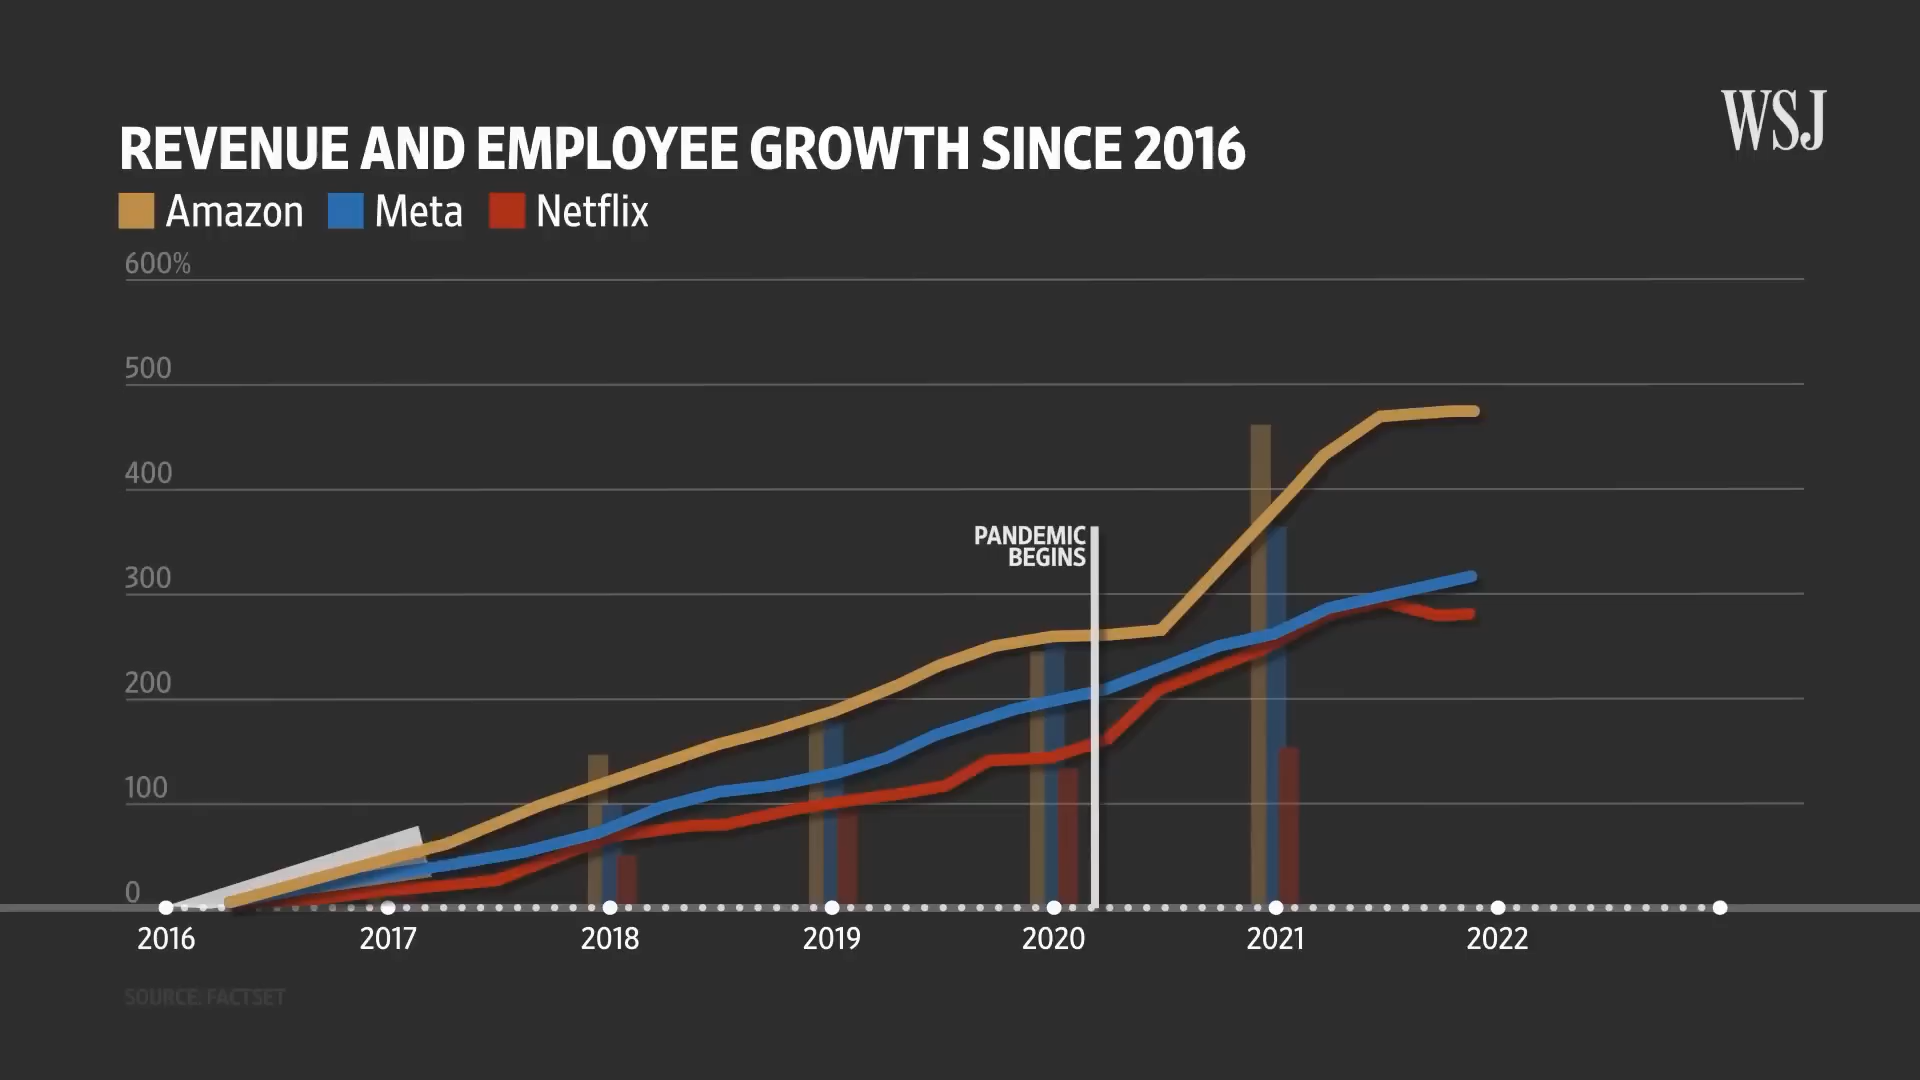 WSJ
REVENUE AND EMPLOYEE GROWTH SINCE 2016
Amazon Meta Netflix
600%
500
400
PANDEMIC
BEGINS
300
200
100
0
2016 2017 2018 2019 2020 2021 2022
SOURCE: FACTSET